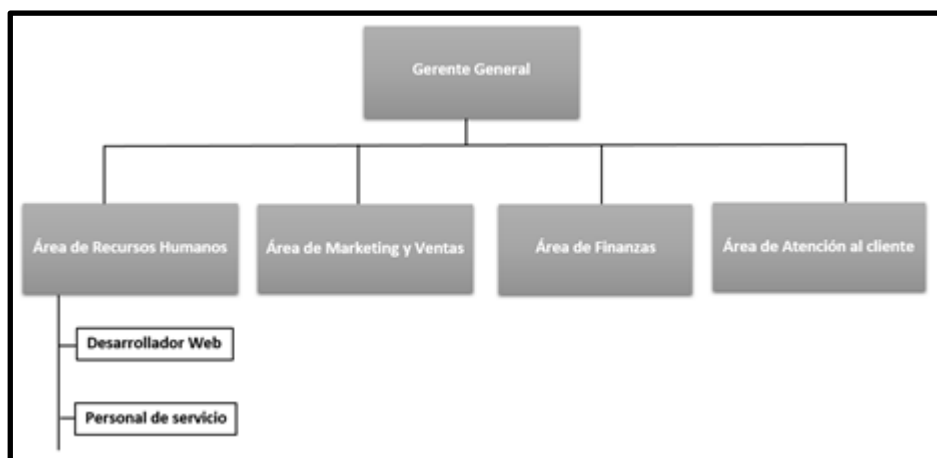 Gerente General
Área de Recursos Humanos
Área de Marketing y Ventas
Área de Finanzas
Área de Atención al cliente
Desarrollador Web
Personal de servicio